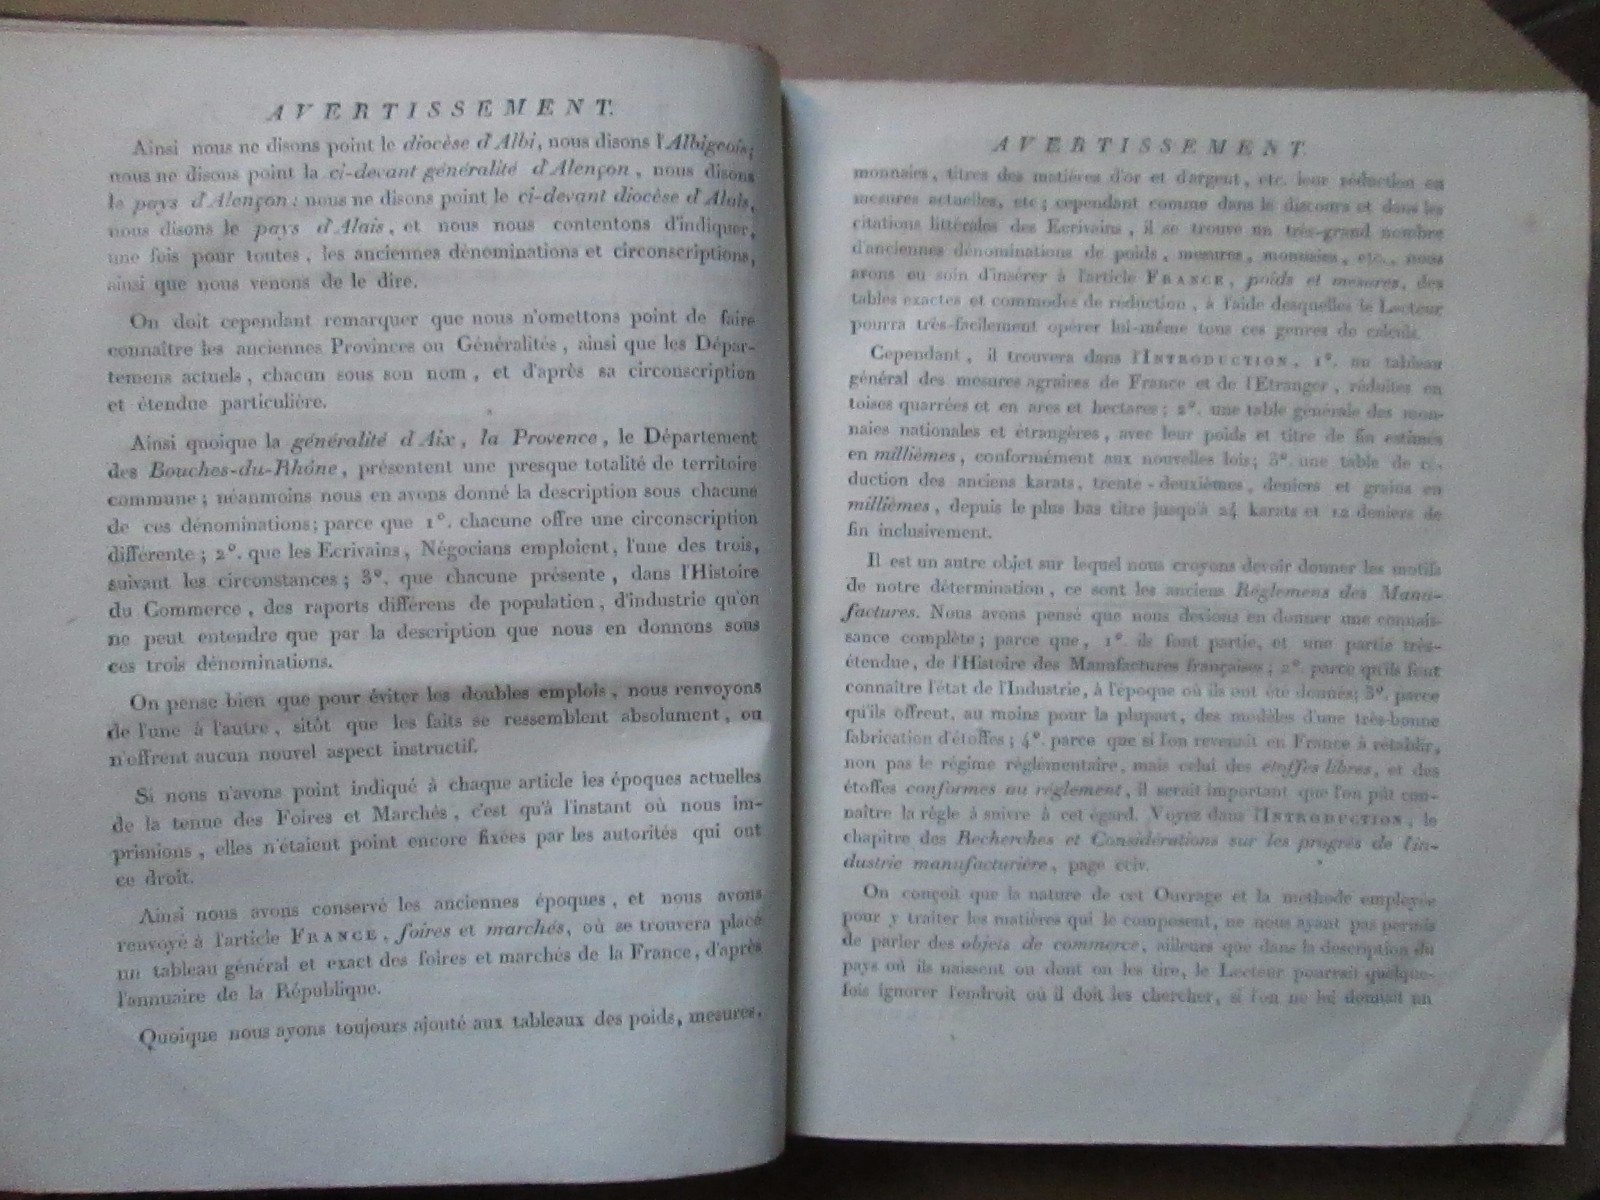 AVERTISSEMENT.
Ainsi nous ne disons point le diocèse d'Albi, nous disons l'Albigeois;
nous ne disons point la ci-devant généralité d'Alençon, nous disons
le pays d'Alençon; nous ne disons point le ci-devant diocèse d'Alais,
nous disons le pays d'Alais, et nous nous contentons d'indiquer,
une fois pour toutes, les anciennes dénominations et circonscriptions,
ainsi que nous venons de le dire.
On doit cependant remarquer que nous n'omettons point de faire
connaître les anciennes Provinces ou Généralités, ainsi que les Dépar-
temens actuels, chacun sous son nom, et d'après sa circonscription
et étendue particulière.
Ainsi quoique la généralité d'Aix, la Provence, le Département
des Bouches-du-Rhône, présentent une presque totalité de territoire
commune; néanmoins nous en avons donné la description sous chacune
de ces dénominations; parce que 1°. chacune offre une circonscription
différente; 2°. que les Ecrivains, Négocians emploient, l'une des trois,
suivant les circonstances; 3°. que chacune présente, dans l'Histoire
du Commerce, des raports différens de population, d'industrie qu'on
ne peut entendre que par la description que nous en donnons sous
ces trois dénominations.
On pense bien que pour éviter les doubles emplois, nous renvoyons
de l'une à l'autre, sitôt que les faits se ressemblent absolument, ou
n'offrent aucun nouvel aspect instructif.
Si nous n'avons point indiqué à chaque article les époques actuelles
de la tenue des Foires et Marchés, c'est qu'à l'instant où nous im-
primions, elles n'étaient point encore fixées par les autorités qui ont
ce droit.
Ainsi nous avons conservé les anciennes époques, et nous avons
renvoyé à l'article FRANCE, foires et marchés, où se trouvera placé
un tableau général et exact des foires et marchés de la France, d'après
l'annuaire de la République.
Quoique nous ayons toujours ajouté aux tableaux des poids, mesures,
AVERTISSEMENT.
monnaies, titres des matières d'or et d'argent, etc. leur réduction en
mesures actuelles, etc; cependant comme dans le discours et dans les
citations littérales des Ecrivains, il se trouve un très-grand nombre
d'anciennes dénominations de poids, mesures, monnaies, etc., nous
avons eu soin d'insérer à l'article FRANCE, poids et mesures, des
tables exactes et commodes de réduction, à l'aide desquelles le Lecteur
pourra très-facilement opérer lui-même tous ces genres de calculs.
Cependant, il trouvera dans l'INTRODUCTION, 1°. un tableau
général des mesures agraires de France et de l'Etranger, réduites en
toises quarrées et en ares et hectares; 2°. une table générale des mon-
naies nationales et étrangères, avec leur poids et titre de fin estimés
en millièmes, conformément aux nouvelles lois; 3°. une table de ré-
duction des anciens karats, trente-deuxièmes, deniers et grains en
millièmes, depuis le plus bas titre jusqu'à 24 karats et 12 deniers de
fin inclusivement.
Il est un autre objet sur lequel nous croyons devoir donner les motifs
de notre détermination, ce sont les anciens Réglemens des Manu-
factures. Nous avons pensé que nous devions en donner une connais-
sance complète; parce que, 1°. ils font partie, et une partie très-
étendue, de l'Histoire des Manufactures françaises; 2°. parce qu'ils font
connaître l'état de l'Industrie, à l'époque où ils ont été donnés; 3°. parce
qu'ils offrent, au moins pour la plupart, des modèles d'une très-bonne
fabrication d'étoffes; 4°. parce que si l'on revenait en France à rétablir,
non pas le régime réglementaire, mais celui des étoffes libres, et des
étoffes conformes au réglement, il serait important que l'on pût con-
naître la règle à suivre à cet égard. Voyez dans l'INTRODUCTION, le
chapitre des Recherches et Considérations sur les progrès de l'in-
dustrie manufacturière, page cciv.
On conçoit que la nature de cet Ouvrage et la méthode employée
pour y traiter les matières qui le composent, ne nous ayant pas permis
de parler des objets de commerce, ailleurs que dans la description du
pays où ils naissent ou dont on les tire, le Lecteur pourrait quelque-
fois ignorer l'endroit où il doit les chercher, si l'on ne lui donnait un